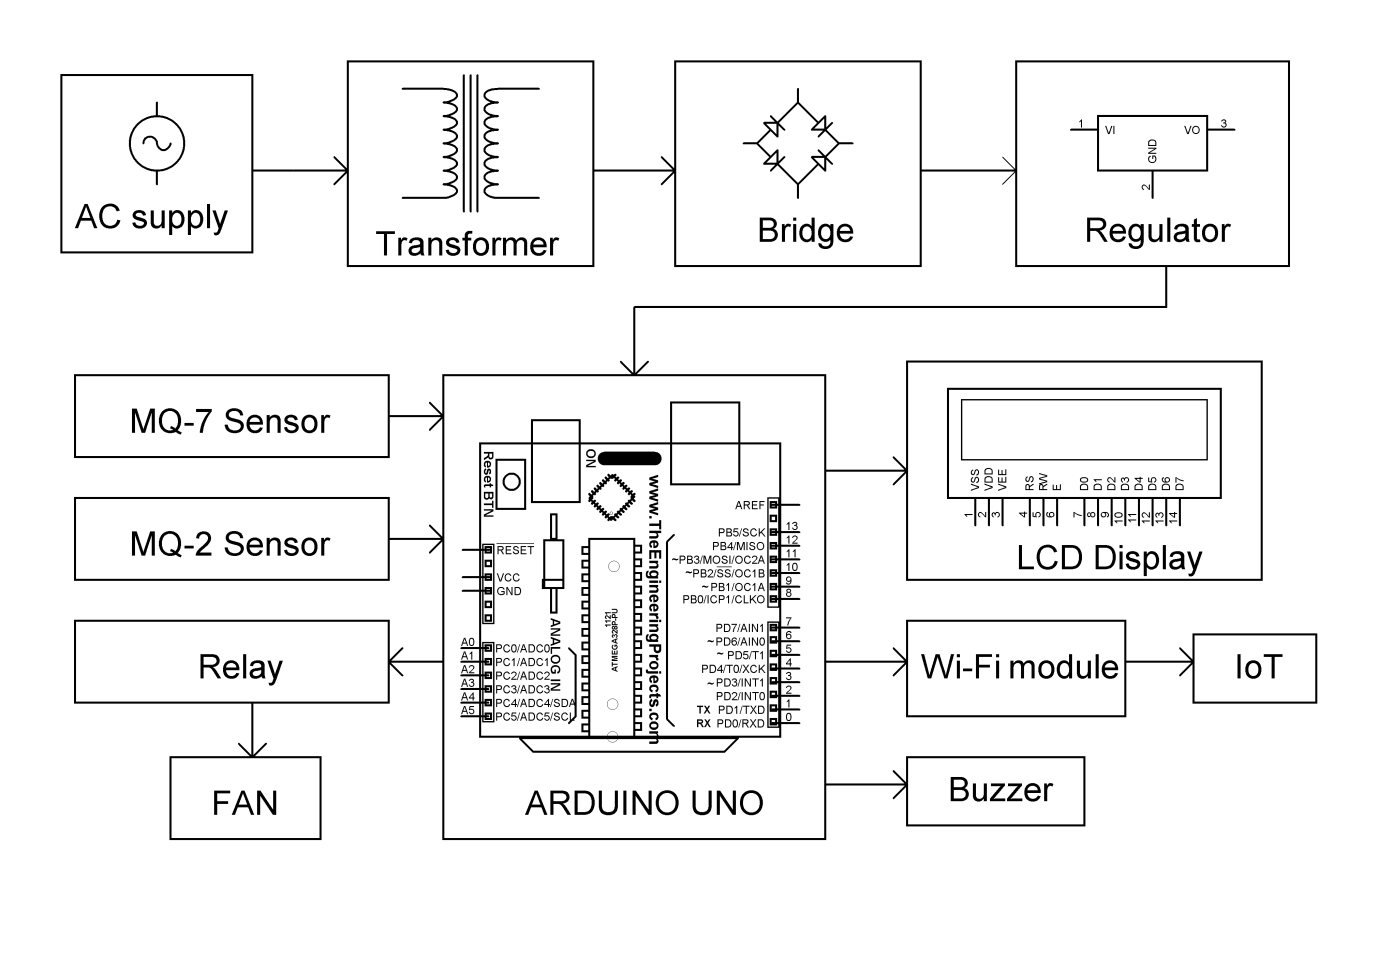 AC supply
Transformer
Bridge
1
VI
VO
3
GND
2
Regulator
MQ-7 Sensor
MQ-2 Sensor
Relay
FAN
Reset BTN
ON
www.TheEngineeringProjects.com
RESET
VCC
GND
A0 PC0/ADC0
A1 PC1/ADC1
A2 PC2/ADC2
A3 PC3/ADC3
A4 PC4/ADC4/SDA
A5 PC5/ADC5/SCL
ANALOG IN
1121
ATMEGA328P-PU
AREF
PB5/SCK 13
PB4/MISO 12
~PB3/MOSI/OC2A 11
~PB2/SS/OC1B 10
~PB1/OC1A 9
PB0/ICP1/CLKO 8
PD7/AIN1 7
~PD6/AIN0 6
~PD5/T1 5
PD4/T0/XCK 4
~PD3/INT1 3
PD2/INT0 2
TX PD1/TXD 1
RX PD0/RXD 0
ARDUINO UNO
VSS VDD VEE RS RW E D0 D1 D2 D3 D4 D5 D6 D7
1 2 3 4 5 6 7 8 9 10 11 12 13 14
LCD Display
Wi-Fi module
IoT
Buzzer